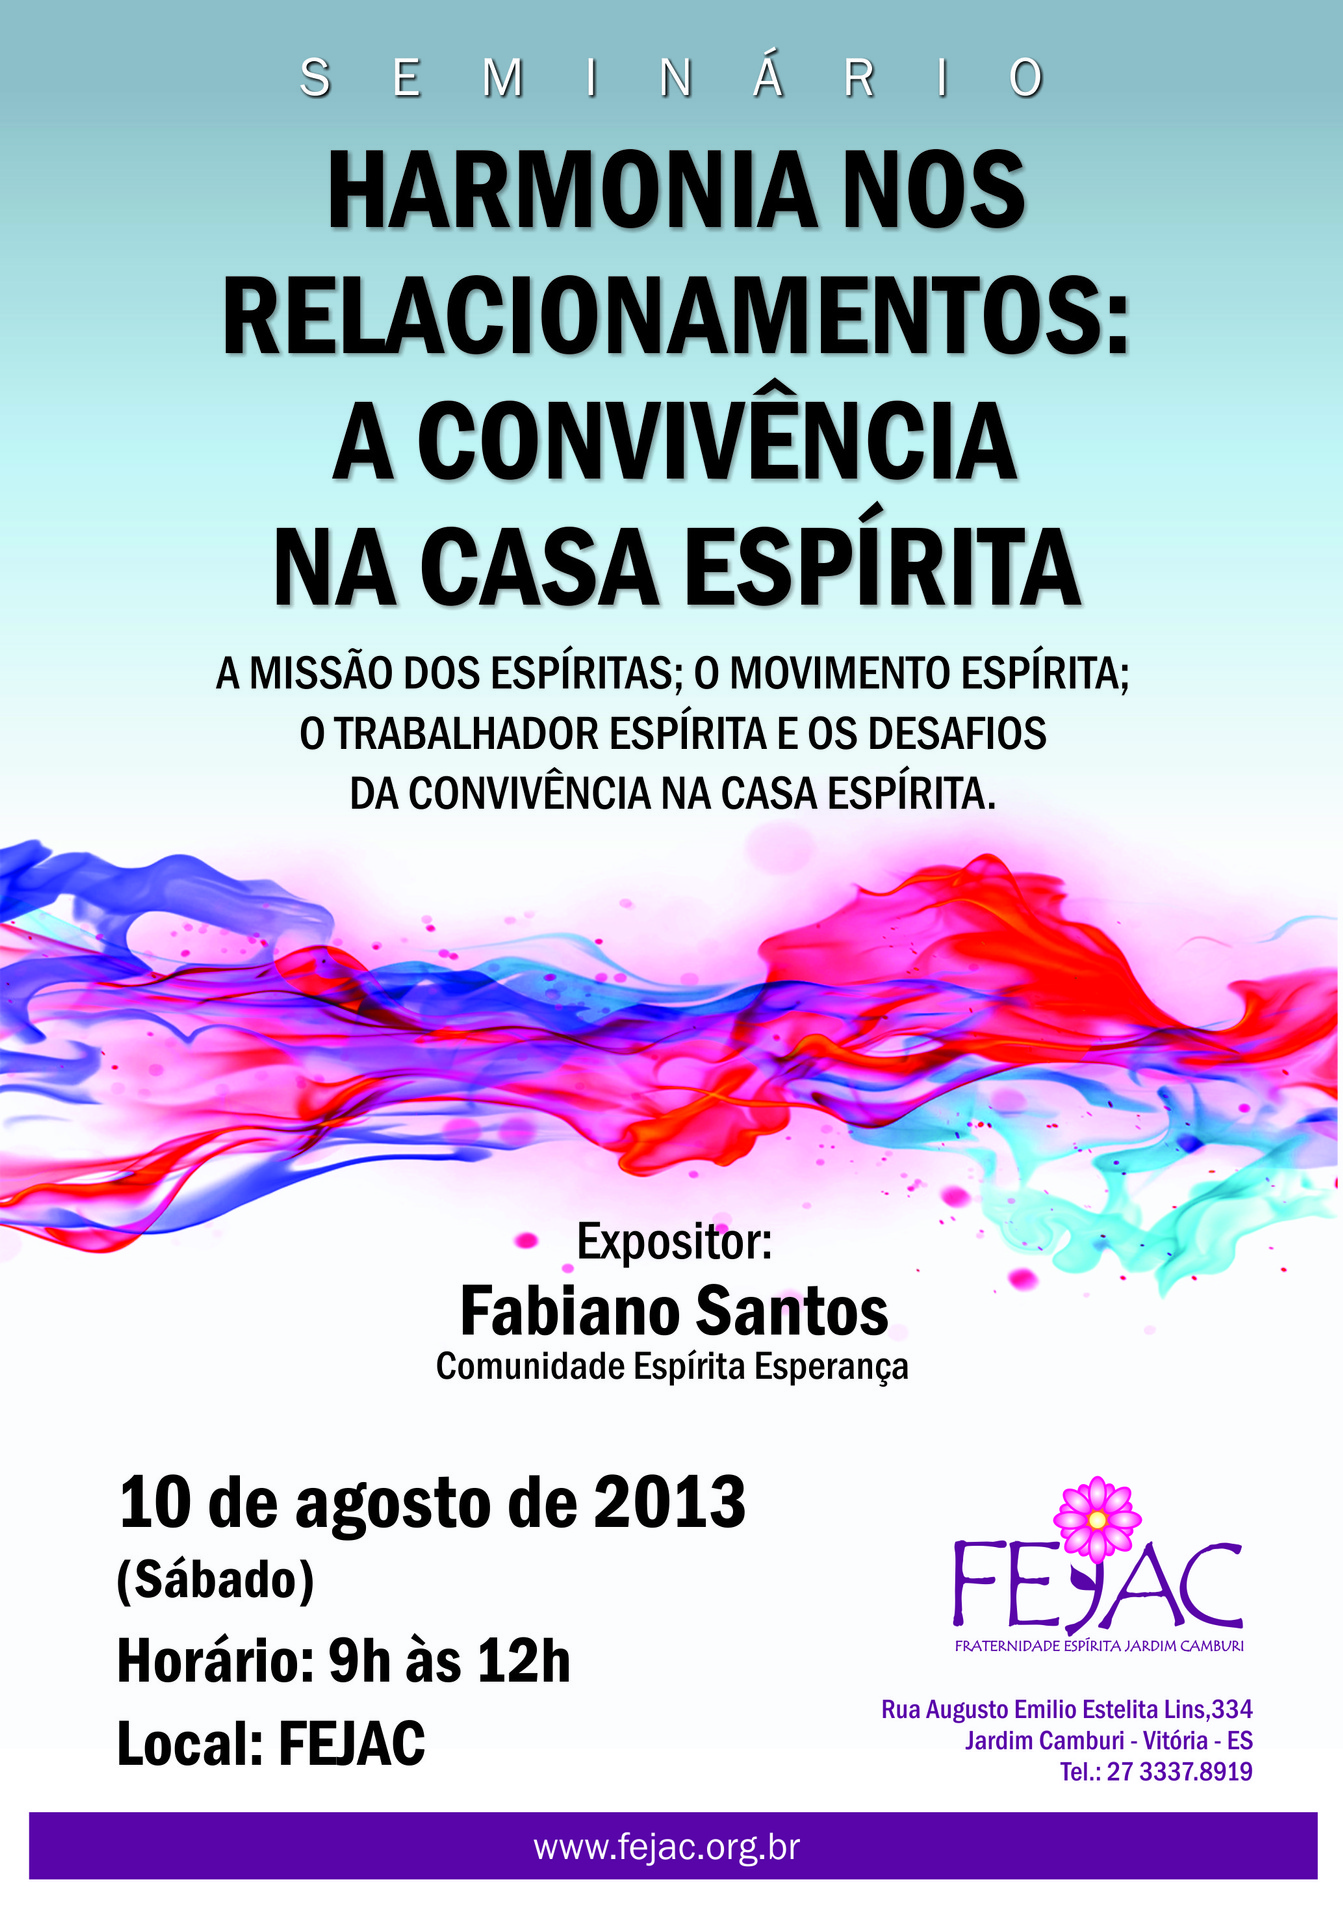 SEMINÁRIO
HARMONIA NOS
RELACIONAMENTOS:
A CONVIVÊNCIA
NA CASA ESPÍRITA
A MISSÃO DOS ESPÍRITAS; O MOVIMENTO ESPÍRITA;
O TRABALHADOR ESPÍRITA E OS DESAFIOS
DA CONVIVÊNCIA NA CASA ESPÍRITA.
Expositor:
Fabiano Santos
Comunidade Espírita Esperança
10 de agosto de 2013
(Sábado)
Horário: 9h às 12h
Local: FEJAC
FEJAC
FRATERNIDADE ESPÍRITA JARDIM CAMBURI
Rua Augusto Emilio Estelita Lins,334
Jardim Camburi - Vitória - ES
Tel.: 27 3337.8919
www.fejac.org.br